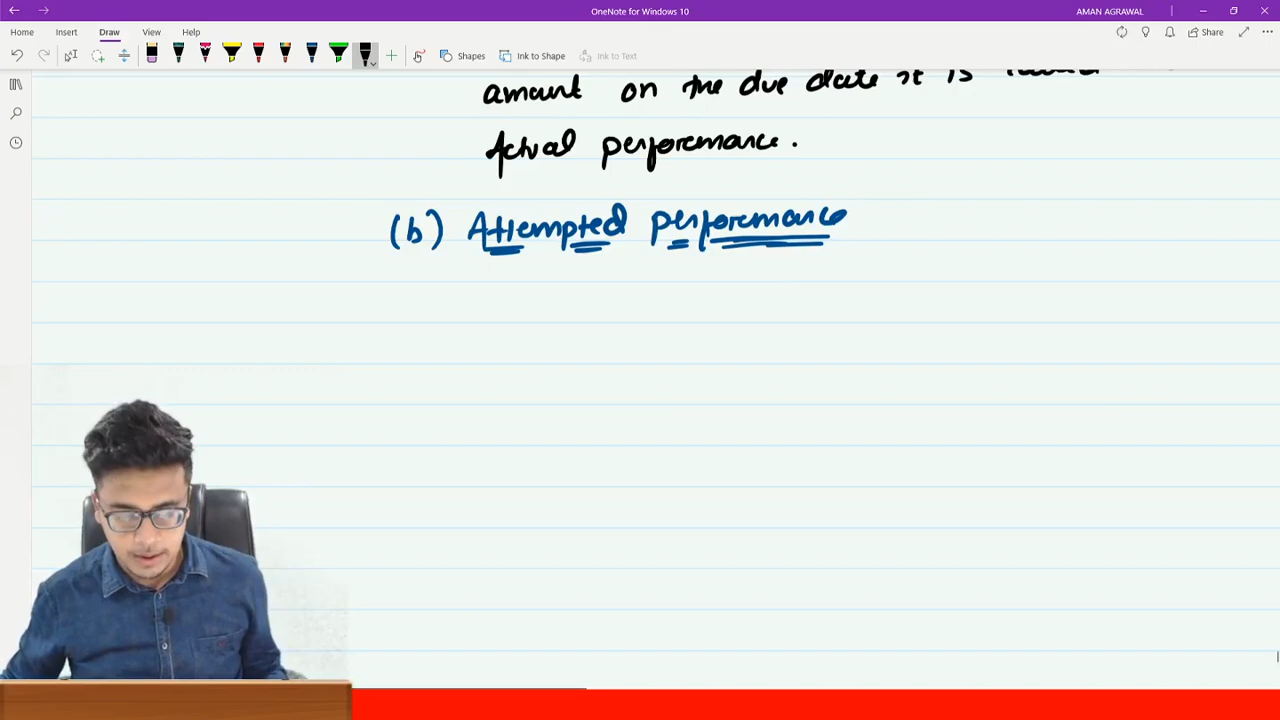 OneNote for Windows 10
AMAN AGRAWAL
Home Insert Draw View Help
Share
Shapes
Ink to Shape
Ink to Text
amount on the due date it is
Actual performance.
(b) Attempted performance